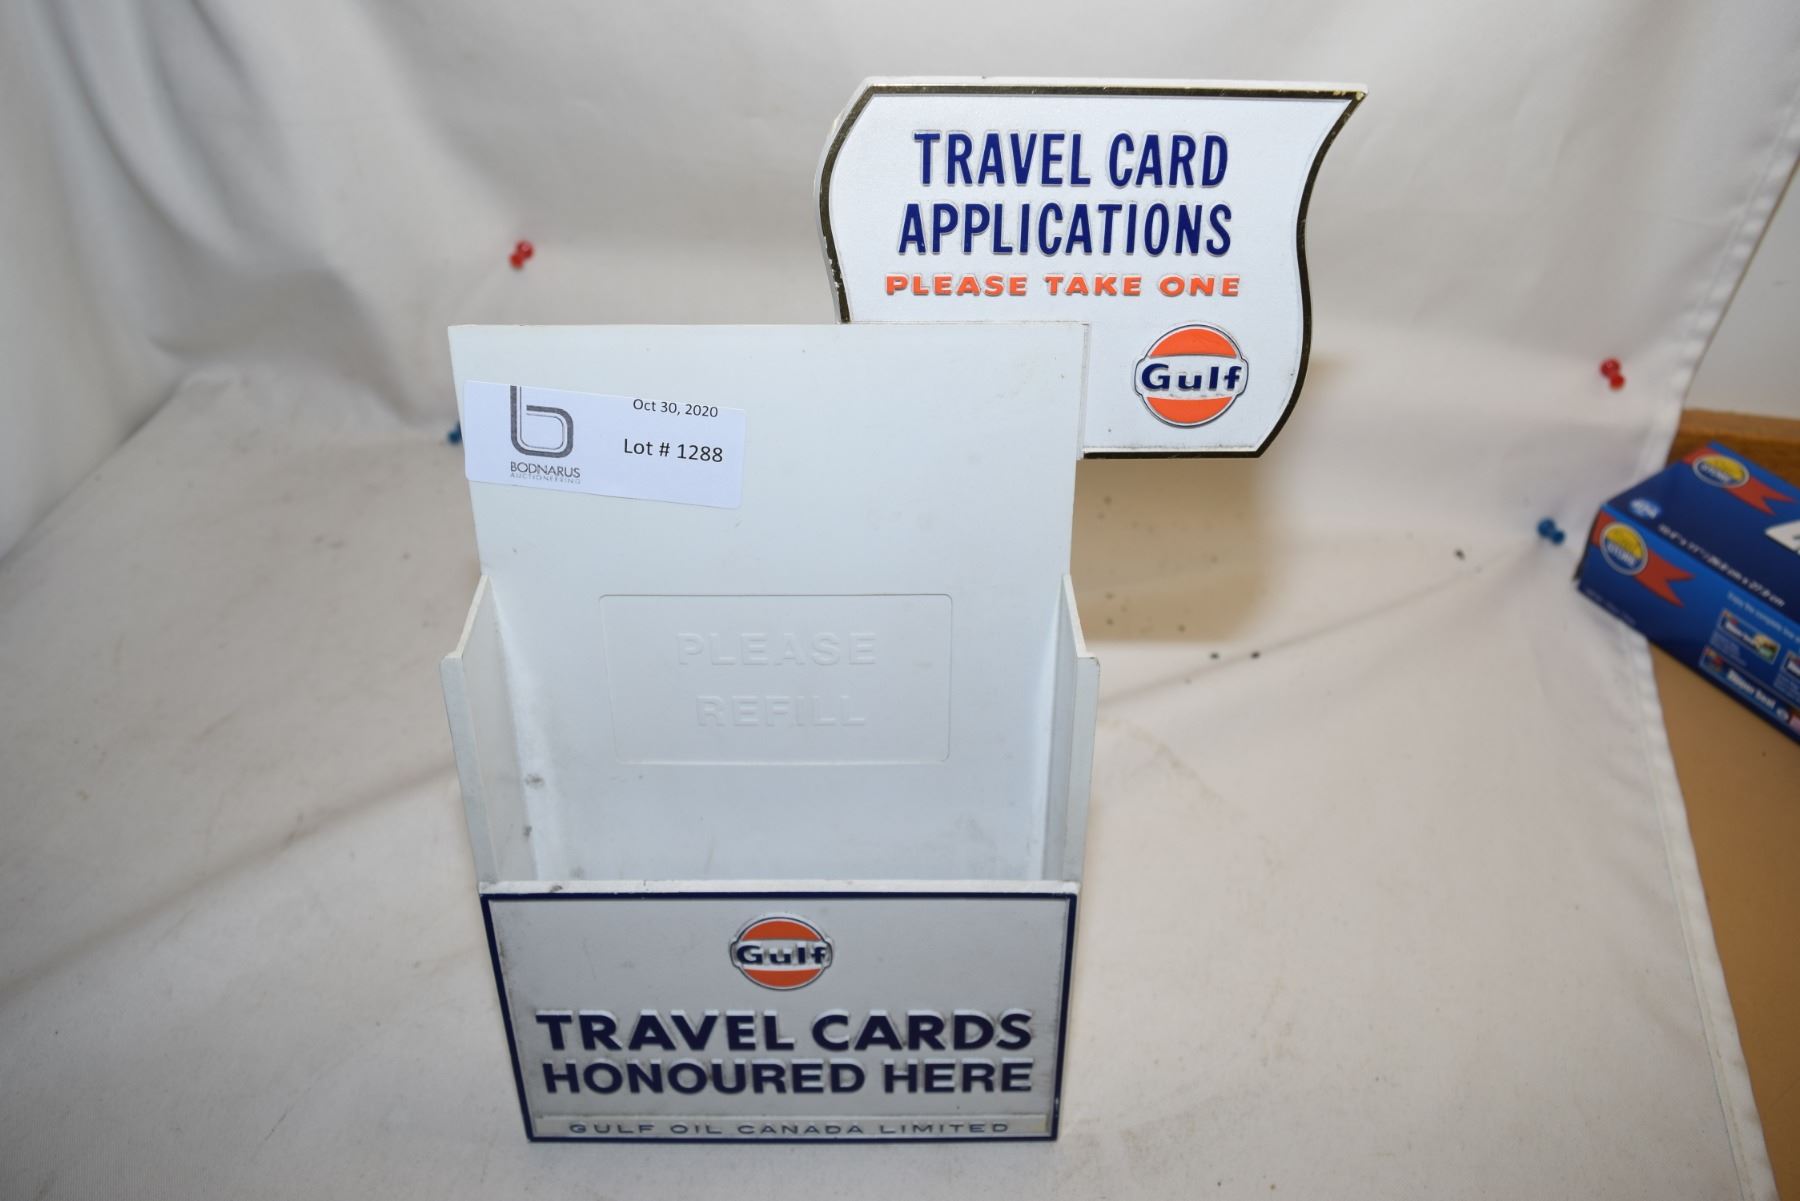 TRAVEL CARD
APPLICATIONS
PLEASE TAKE ONE
Gulf
Oct 30, 2020
Lot # 1288
BODNARUS
AUCTIONEERING
PLEASE
REFILL
Gulf
TRAVEL CARDS
HONOURED HERE
GULF OIL CANADA LIMITED